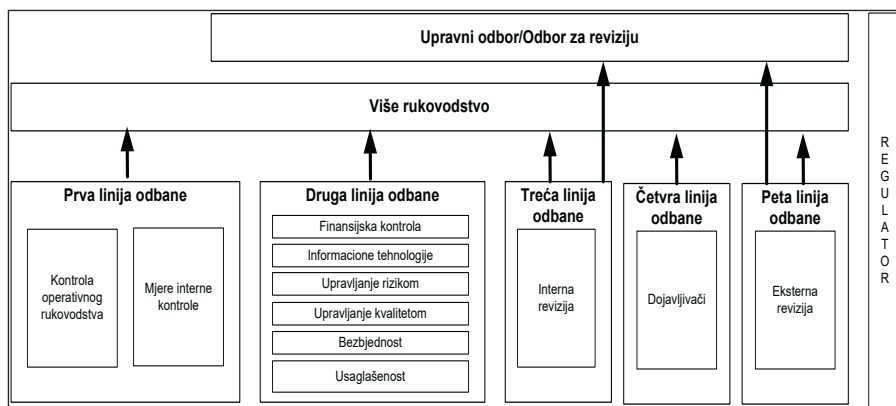 Upravni odbor/Odbor za reviziju
Više rukovodstvo
Prva linija odbane
Kontrola
operativnog
rukovodstva
Mjere interne
kontrole
Druga linija odbane
Finansijska kontrola
Informacione tehnologije
Upravljanje rizikom
Upravljanje kvalitetom
Bezbjednost
Usaglašenost
Treća linija
odbane
Interna
revizija
Četvra linija
odbane
Dojavljivači
Peta linija
odbane
Eksterna
revizija
R
E
G
U
L
A
T
O
R